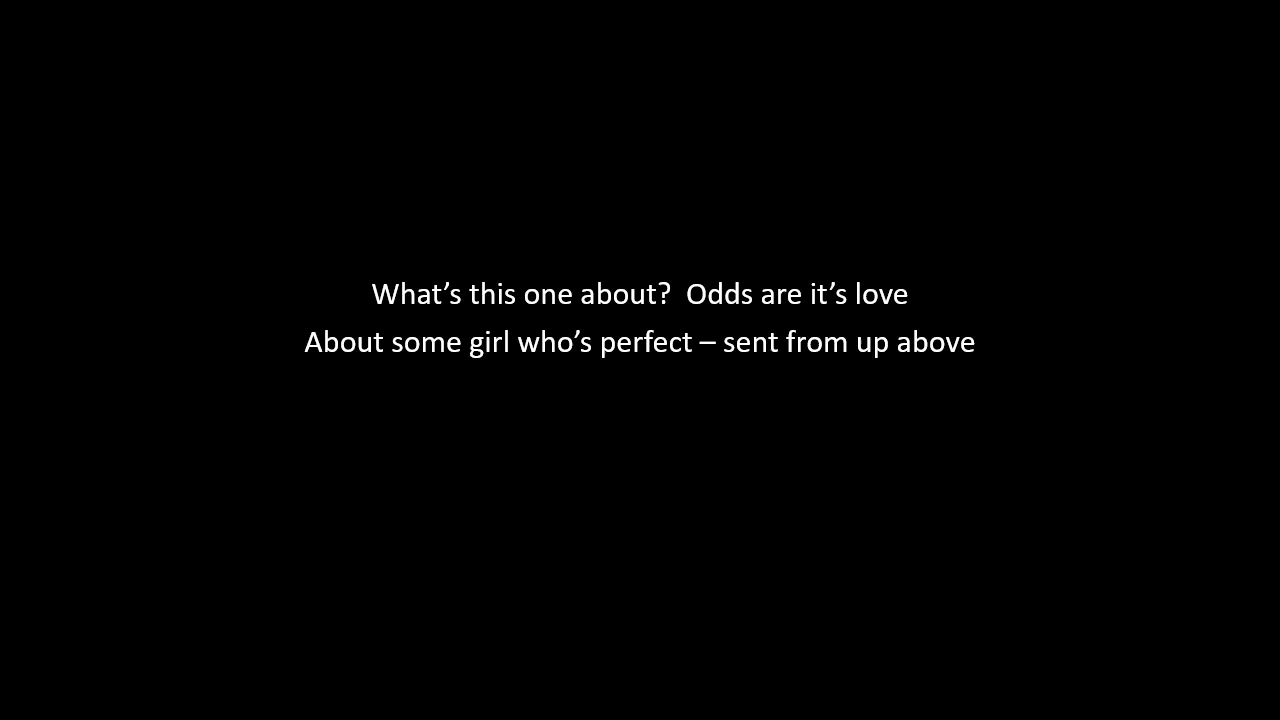 What’s this one about?  Odds are it’s love
About some girl who’s perfect – sent from up above